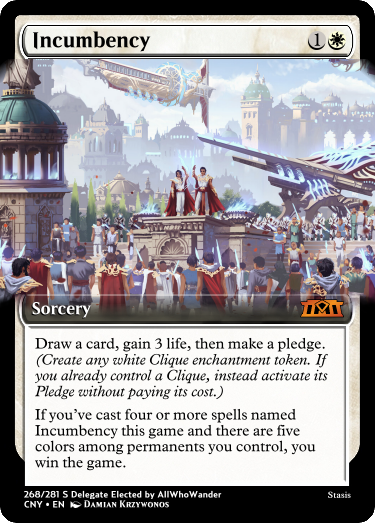 Incumbency 1
Sorcery
Draw a card, gain 3 life, then make a pledge.
(Create any white Clique enchantment token. If
you already control a Clique, instead activate its
Pledge without paying its cost.)
If you've cast four or more spells named
Incumbency this game and there are five
colors among permanents you control, you
win the game.
268/281 S Delegate Elected by AllWhoWander
CNY • EN Damian Krzywonos
Stasis